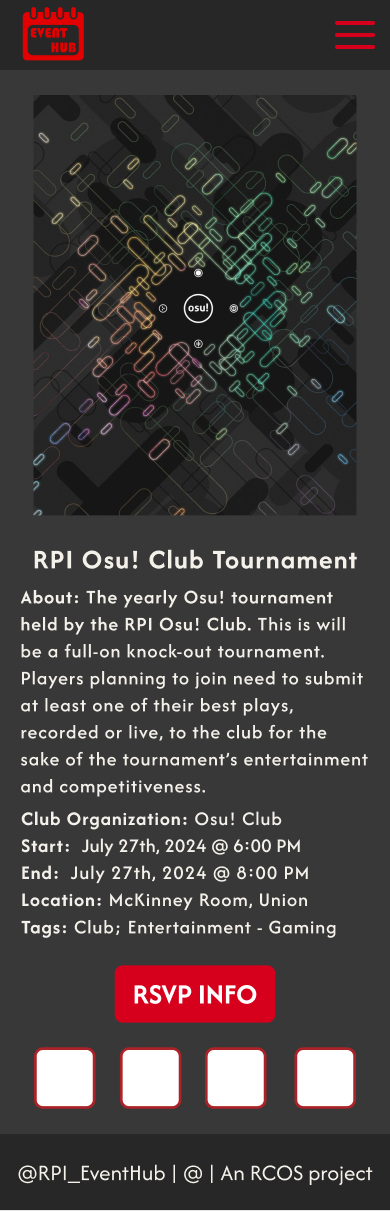 EVENT
HUB
osu!
RPI Osu! Club Tournament
About: The yearly Osu! tournament
held by the RPI Osu! Club. This is will
be a full-on knock-out tournament.
Players planning to join need to submit
at least one of their best plays,
recorded or live, to the club for the
sake of the tournament’s entertainment
and competitiveness.
Club Organization: Osu! Club
Start: July 27th, 2024 @ 6:00 PM
End: July 27th, 2024 @ 8:00 PM
Location: McKinney Room, Union
Tags: Club; Entertainment - Gaming
RSVP INFO
@RPI_EventHub | @ | An RCOS project